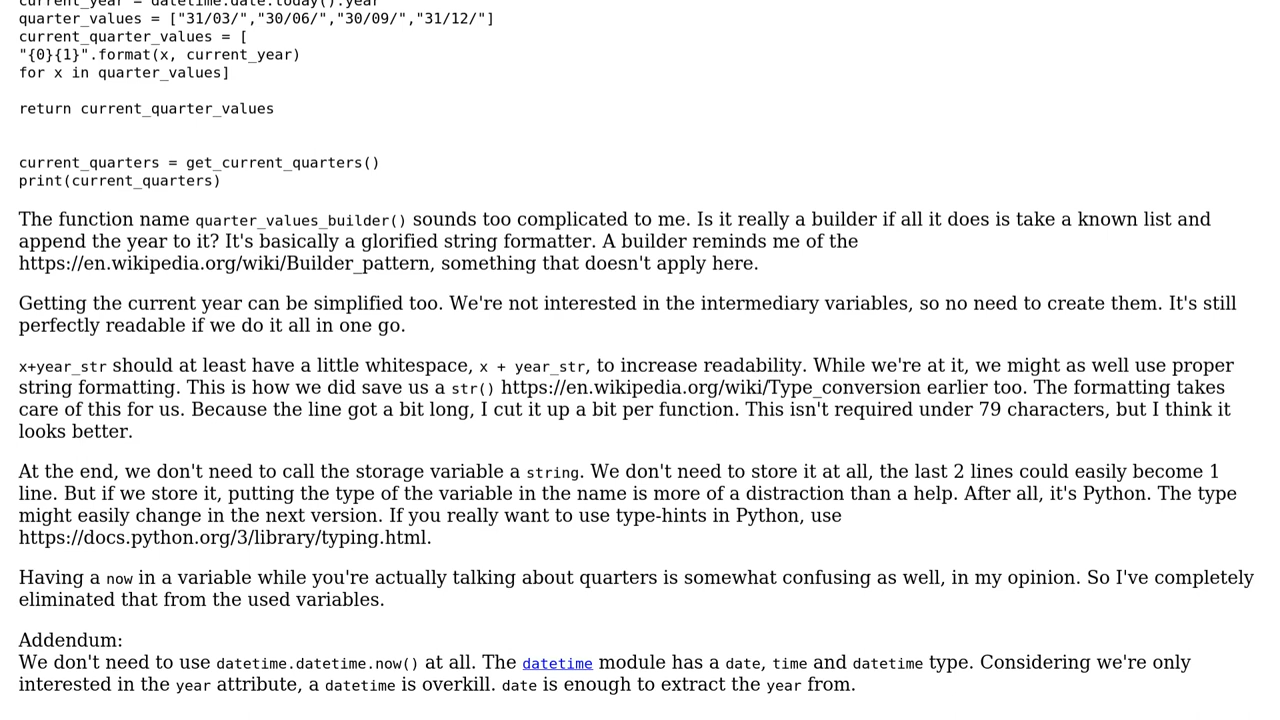 current_year = datetime.date.today().year
quarter_values = ["31/03/","30/06/","30/09/","31/12/"]
current_quarter_values = [
"{0}{1}".format(x, current_year)
for x in quarter_values]
return current_quarter_values
current_quarters = get_current_quarters()
print(current_quarters)
The function name quarter_values_builder() sounds too complicated to me. Is it really a builder if all it does is take a known list and
append the year to it? It's basically a glorified string formatter. A builder reminds me of the
https://en.wikipedia.org/wiki/Builder_pattern, something that doesn't apply here.
Getting the current year can be simplified too. We're not interested in the intermediary variables, so no need to create them. It's still
perfectly readable if we do it all in one go.
x+year_str should at least have a little whitespace, x + year_str, to increase readability. While we're at it, we might as well use proper
string formatting. This is how we did save us a str() https://en.wikipedia.org/wiki/Type_conversion earlier too. The formatting takes
care of this for us. Because the line got a bit long, I cut it up a bit per function. This isn't required under 79 characters, but I think it
looks better.
At the end, we don't need to call the storage variable a string. We don't need to store it at all, the last 2 lines could easily become 1
line. But if we store it, putting the type of the variable in the name is more of a distraction than a help. After all, it's Python. The type
might easily change in the next version. If you really want to use type-hints in Python, use
https://docs.python.org/3/library/typing.html.
Having a now in a variable while you're actually talking about quarters is somewhat confusing as well, in my opinion. So I've completely
eliminated that from the used variables.
Addendum:
We don't need to use datetime.datetime.now() at all. The datetime module has a date, time and datetime type. Considering we're only
interested in the year attribute, a datetime is overkill. date is enough to extract the year from.